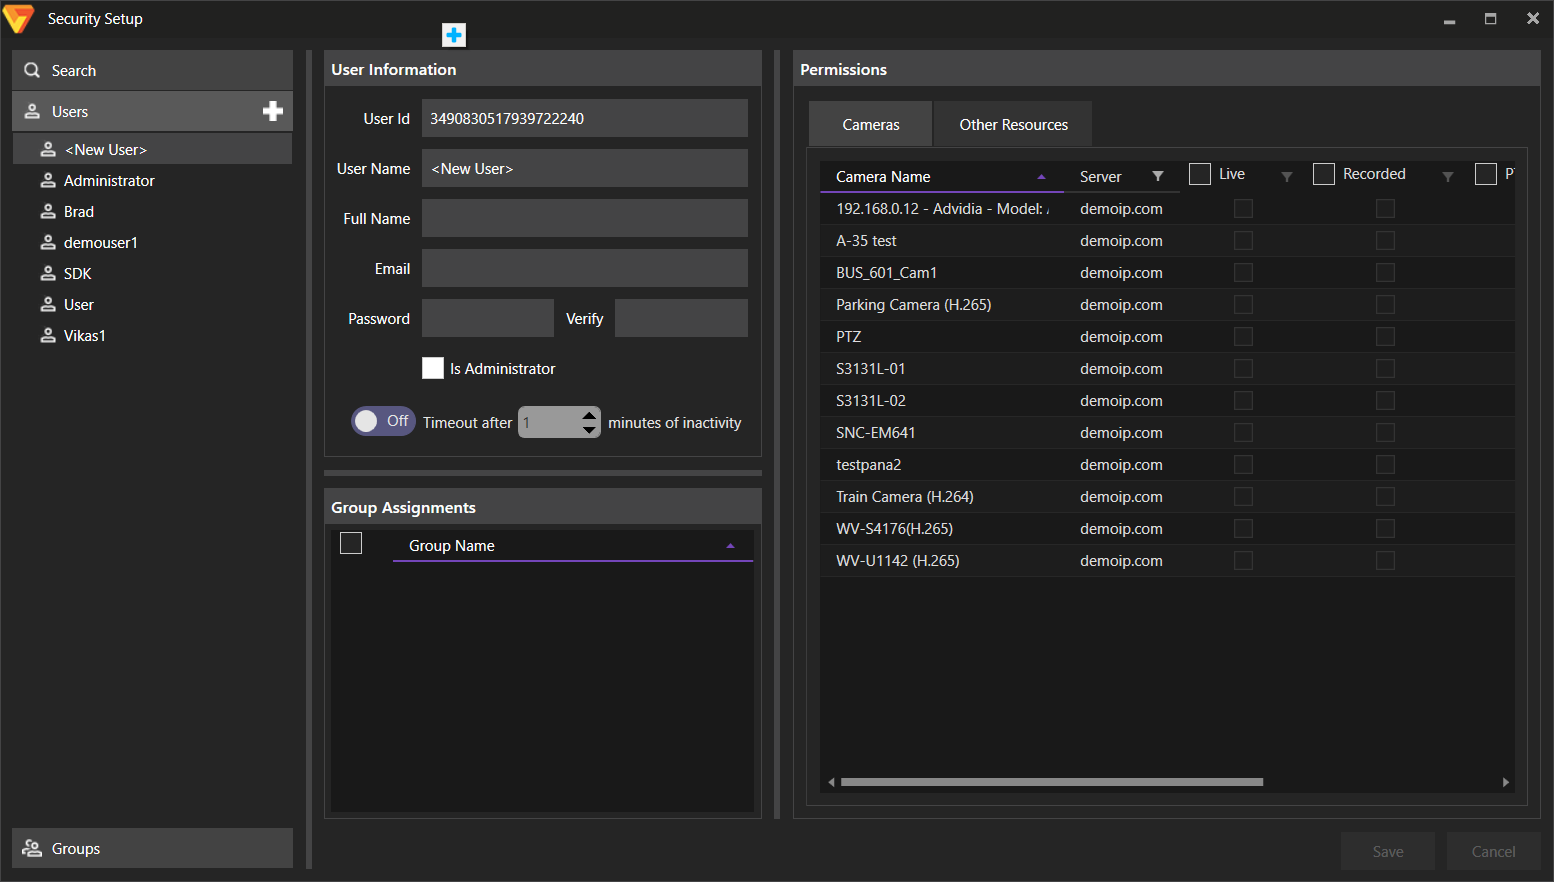 Security Setup
Search
Users
<New User>
Administrator
Brad
demouser1
SDK
User
Vikas1
Groups
User Information
User Id 3490830517939722240
User Name <New User>
Full Name
Email
Password Verify
Is Administrator
Off Timeout after 1 minutes of inactivity
Group Assignments
Group Name
Permissions
Cameras Other Resources
Camera Name Server Live Recorded
192.168.0.12 - Advidia - Model: demoip.com
A-35 test demoip.com
BUS_601_Cam1 demoip.com
Parking Camera (H.265) demoip.com
PTZ demoip.com
S3131L-01 demoip.com
S3131L-02 demoip.com
SNC-EM641 demoip.com
testpana2 demoip.com
Train Camera (H.264) demoip.com
WV-S4176(H.265) demoip.com
WV-U1142 (H.265) demoip.com
Save Cancel